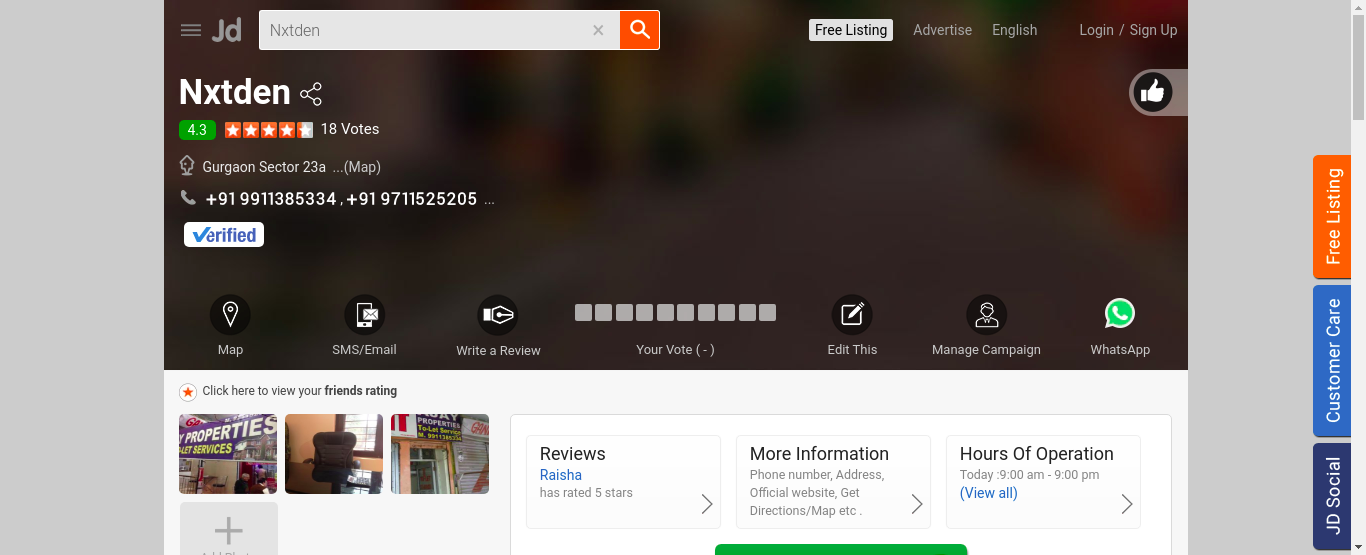 Jd
Nxtden
Free Listing
Advertise
English
Login / Sign Up
Nxtden
4.3
18 Votes
Gurgaon Sector 23a ...(Map)
+91 9911385334 , +91 9711525205 ...
Verified
Map
SMS/Email
Write a Review
Your Vote ( - )
Edit This
Manage Campaign
WhatsApp
Click here to view your friends rating
PROPERTIES
LET SERVICES
PROPERTIES
To-Let Service
Reviews
Raisha
has rated 5 stars
More Information
Phone number, Address,
Official website, Get
Directions/Map etc .
Hours Of Operation
Today :9:00 am - 9:00 pm
(View all)
Free Listing
Customer Care
JD Social